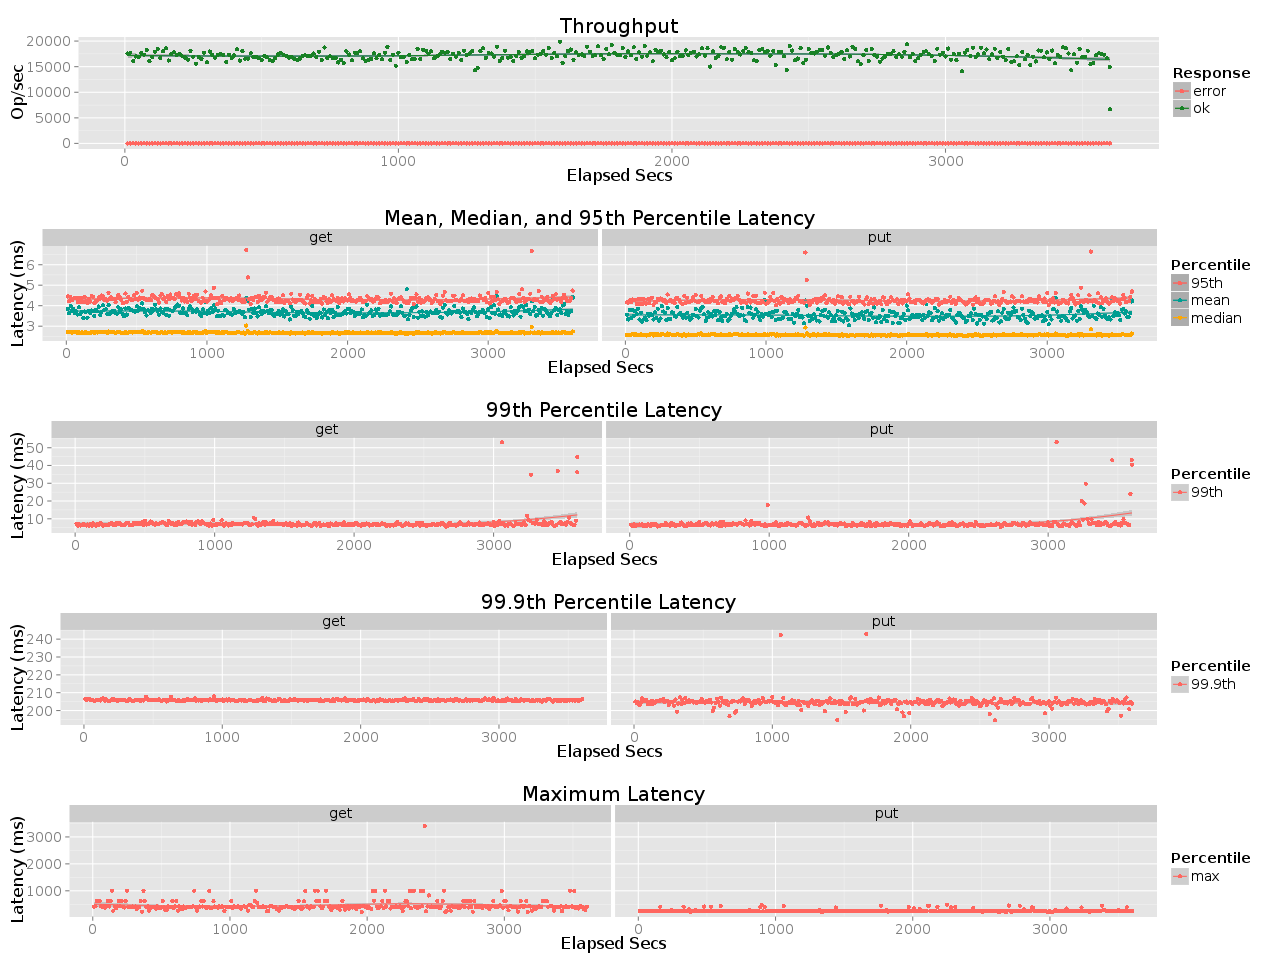 Throughput
Op/sec
20000
15000
10000
5000
0
0 1000 2000 3000
Elapsed Secs
Response
error
ok
Mean, Median, and 95th Percentile Latency
get put
Latency (ms)
6
5
4
3
0 1000 2000 3000 0 1000 2000 3000
Elapsed Secs
Percentile
95th
mean
median
99th Percentile Latency
get put
Latency (ms)
50
40
30
20
10
0 1000 2000 3000 0 1000 2000 3000
Elapsed Secs
Percentile
99th
99.9th Percentile Latency
get put
Latency (ms)
240
230
220
210
200
0 1000 2000 3000 0 1000 2000 3000
Elapsed Secs
Percentile
99.9th
Maximum Latency
get put
Latency (ms)
3000
2000
1000
0 1000 2000 3000 0 1000 2000 3000
Elapsed Secs
Percentile
max